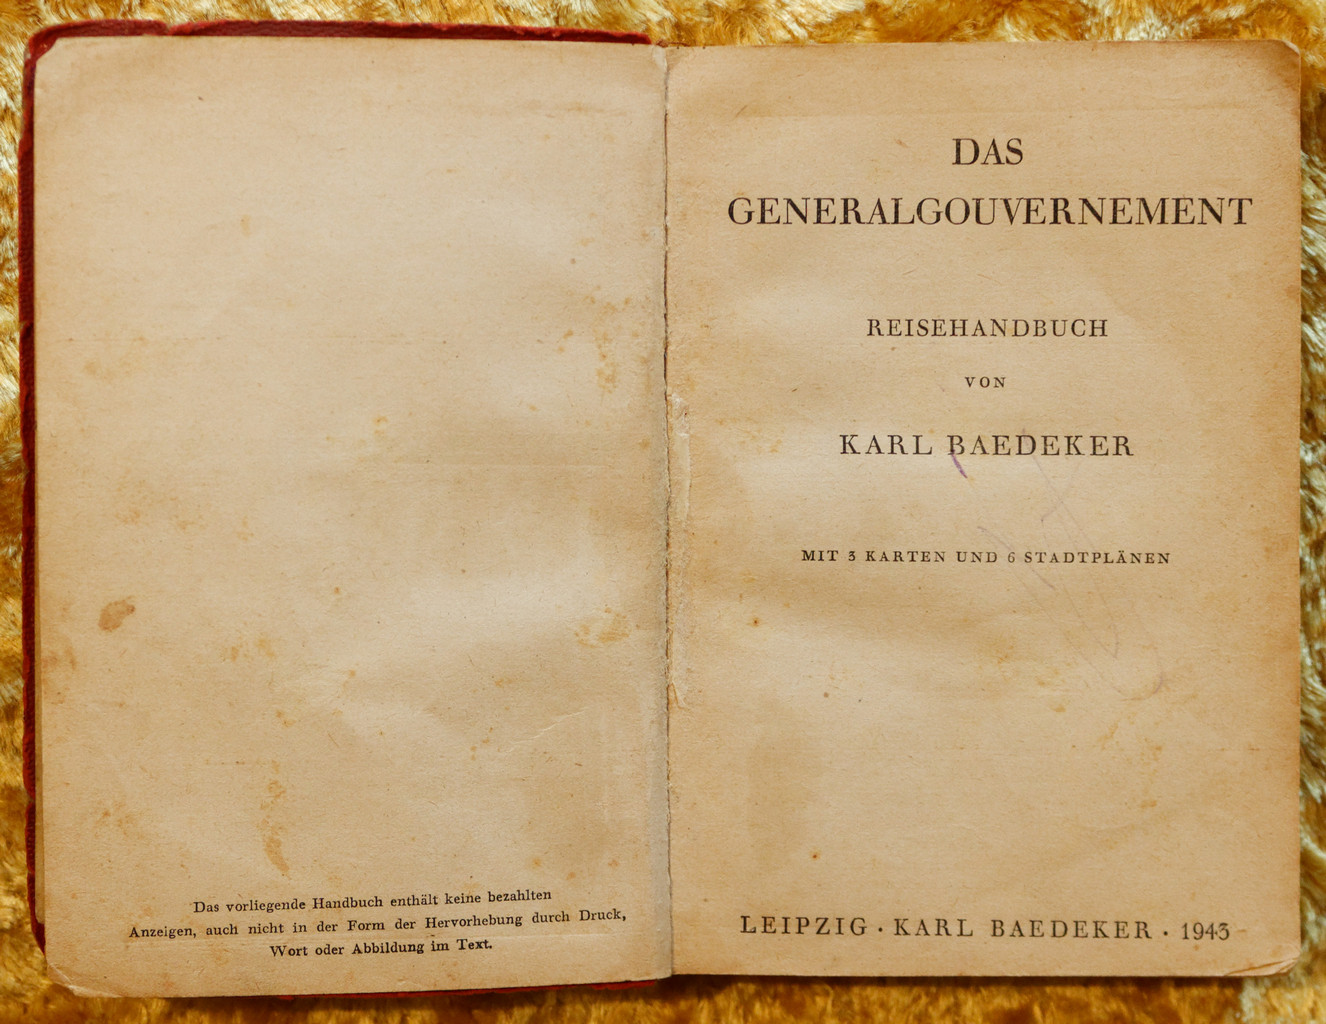 Das vorliegende Handbuch enthält keine bezahlten
Anzeigen, auch nicht in der Form der Hervorhebung durch Druck,
Wort oder Abbildung im Text.
DAS
GENERALGOUVERNEMENT
REISEHANDBUCH
VON
KARL BAEDEKER
MIT 3 KARTEN UND 6 STADTPLÄNEN
LEIPZIG · KARL BAEDEKER · 1943